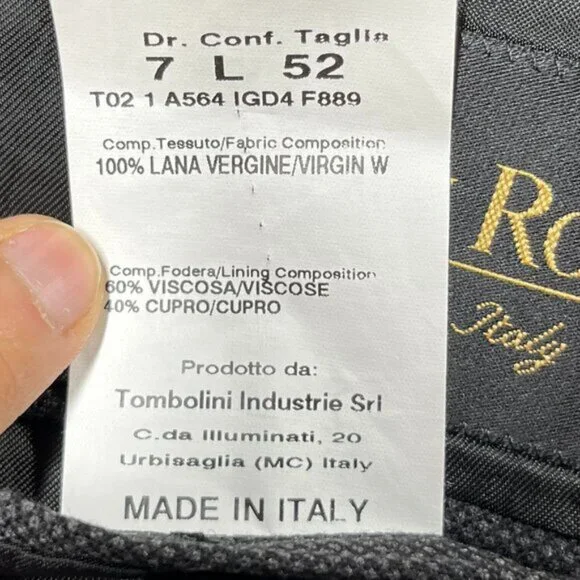 Dr. Conf. Taglia
7 L 52
T02 1 A564 IGD4 F889
Comp.Tessuto/Fabric Composition
100% LANA VERGINE/VIRGIN W
Comp.Fodera/Lining Composition
60% VISCOSA/VISCOSE
40% CUPRO/CUPRO
Prodotto da:
Tombolini Industrie Srl
C.da Illuminati, 20
Urbisaglia (MC) Italy
MADE IN ITALY
Italy